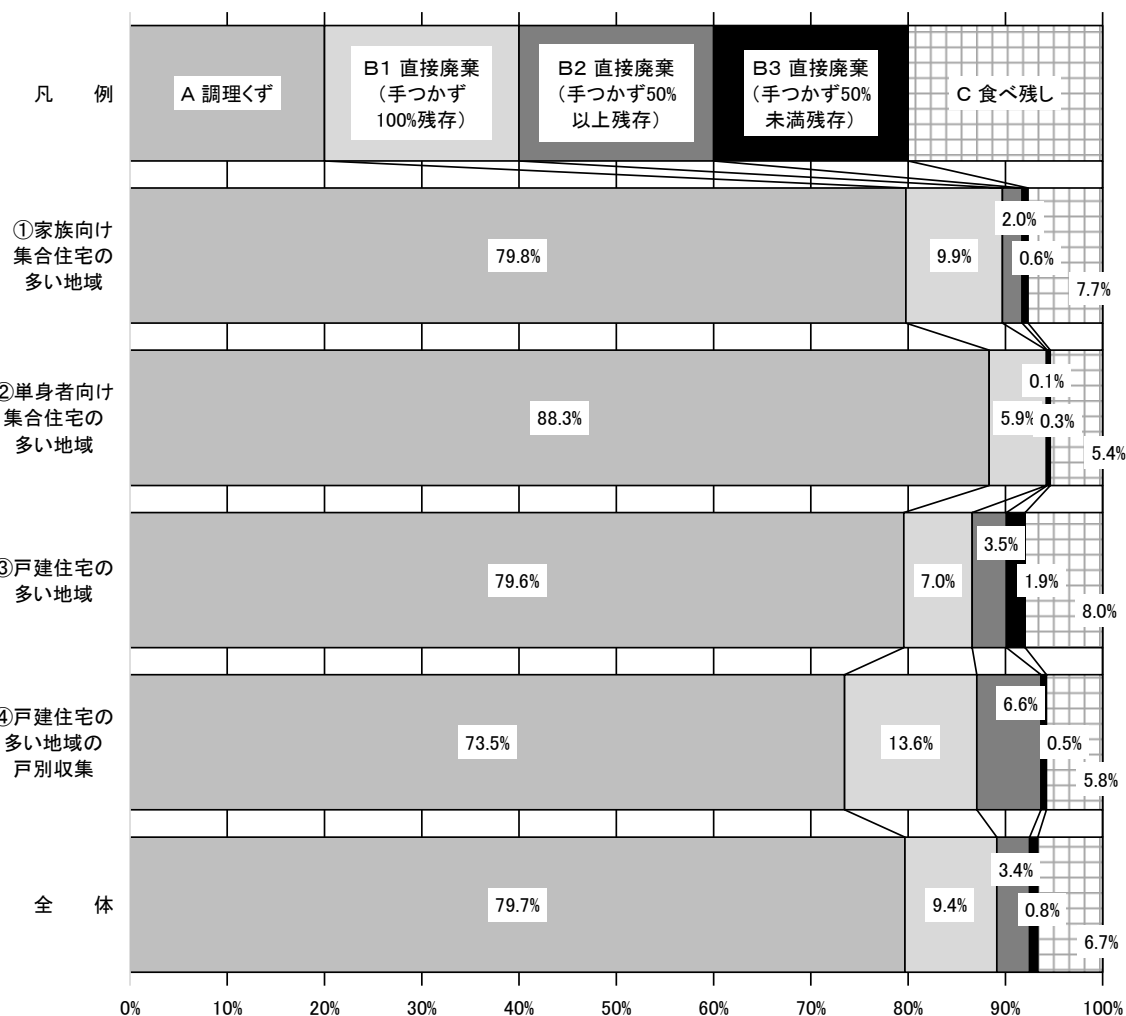 凡　　例
A 調理くず
B1 直接廃棄
（手つかず
100%残存）
B2 直接廃棄
（手つかず50%
以上残存）
B3 直接廃棄
（手つかず50%
未満残存）
C 食べ残し
①家族向け
集合住宅の
多い地域
79.8%
9.9%
2.0%
0.6%
7.7%
②単身者向け
集合住宅の
多い地域
88.3%
5.9%
0.1%
0.3%
5.4%
③戸建住宅の
多い地域
79.6%
7.0%
3.5%
1.9%
8.0%
④戸建住宅の
多い地域の
戸別収集
73.5%
13.6%
6.6%
0.5%
5.8%
全　　体
79.7%
9.4%
3.4%
0.8%
6.7%
0% 10% 20% 30% 40% 50% 60% 70% 80% 90% 100%